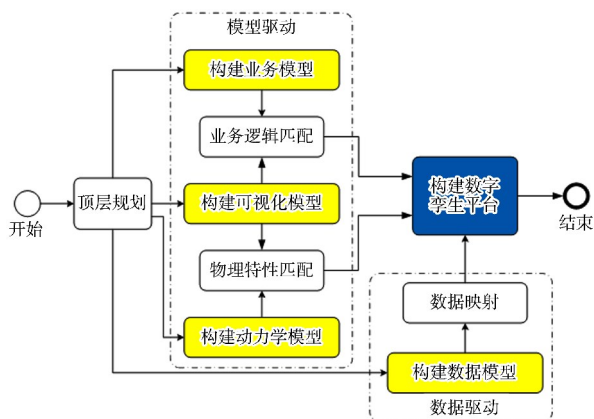 模型驱动
构建业务模型
业务逻辑匹配
开始
顶层规划
构建可视化模型
物理特性匹配
构建动力学模型
构建数字
孪生平台
结束
数据映射
构建数据模型
数据驱动